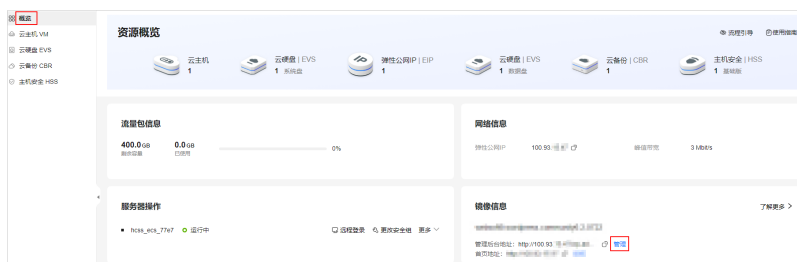 概览
云主机 VM
云硬盘 EVS
云备份 CBR
主机安全 HSS
资源概览
流程引导 使用指南
云主机
1
云硬盘 | EVS
1 系统盘
弹性公网IP | EIP
1
云硬盘 | EVS
1 数据盘
云备份 | CBR
1
主机安全 | HSS
1 基础版
流量包信息
400.0 GB 0.0 GB
剩余容量 已使用
0%
网络信息
弹性公网IP 100.93 峰值带宽 3 Mbit/s
服务器操作
hcss_ecs_77e7 运行中 远程登录 更改安全组 更多
镜像信息 了解更多
管理后台地址: http://100.93 管理
首页地址: